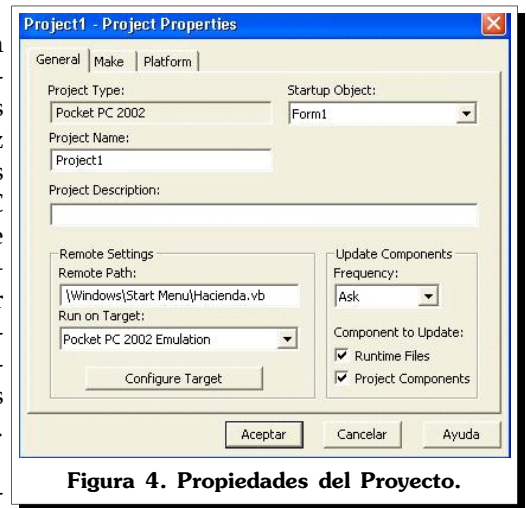 Project1 - Project Properties
General Make Platform
Project Type:
Pocket PC 2002
Startup Object:
Form1
Project Name:
Project1
Project Description:
Remote Settings
Remote Path:
\Windows\Start Menu\Hacienda.vb
Run on Target:
Pocket PC 2002 Emulation
Configure Target
Update Components
Frequency:
Ask
Component to Update:
Runtime Files
Project Components
Aceptar Cancelar Ayuda
Figura 4. Propiedades del Proyecto.